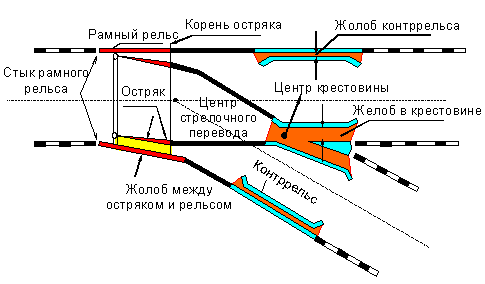 Рамный рельс
Корень остряка
Жолоб контррельса
Стык рамного
рельса
Остряк
Центр
стрелочного
перевода
Центр крестовины
Желоб в крестовине
Жолоб между
остряком и рельсом
Контррельс